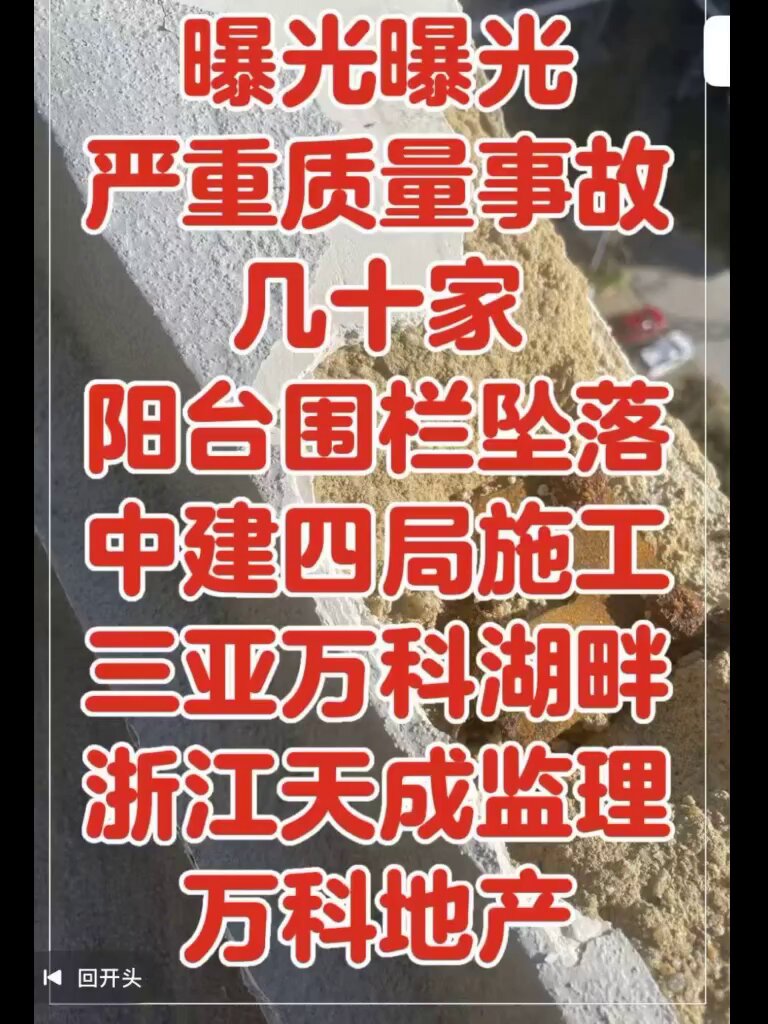 曝光曝光
严重质量事故
几十家
阳台围栏坠落
中建四局施工
三亚万科湖畔
浙江天成监理
万科地产
回开头